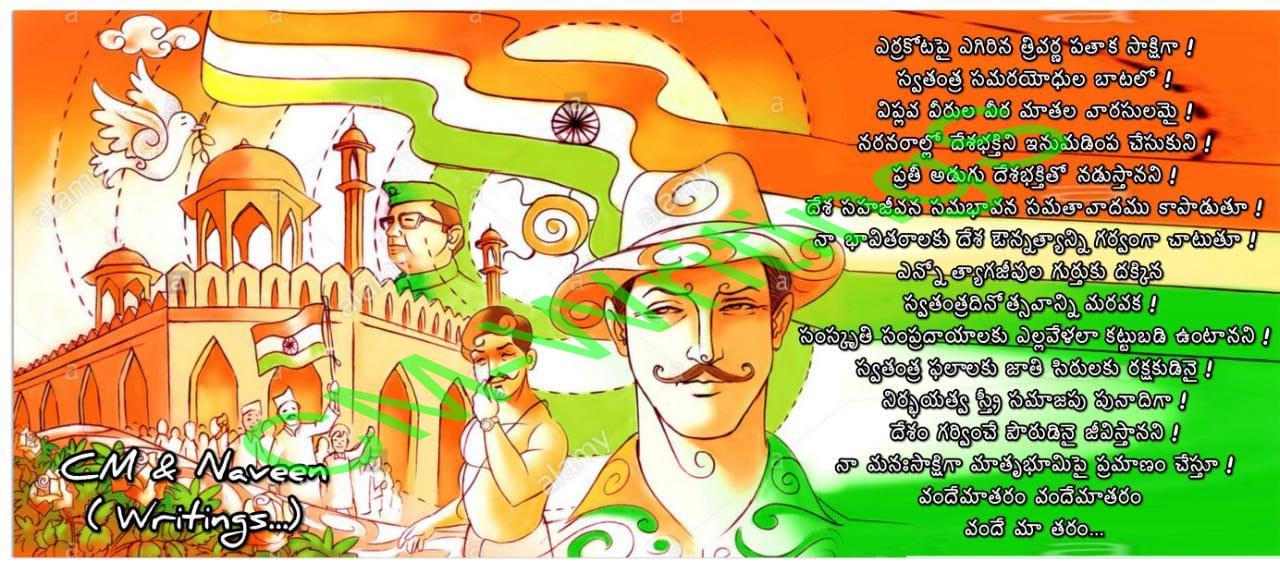 ఎర్రకోటపై ఎగిరిన త్రివర్ణ పతాక సాక్షిగా !
స్వతంత్ర సమరయోధుల బాటలో !
విప్లవ వీరుల వీర మాతల వారసులమై !
నరనరాల్లో దేశభక్తిని ఇనుమడింప చేసుకుని !
ప్రతీ అడుగు దేశభక్తితో నడుస్తానని !
దేశ సహజీవన సమభావన సమతావాదము కాపాడుతూ !
నా భావితరాలకు దేశ ఔన్నత్యాన్ని గర్వంగా చాటుతూ !
ఎన్నో త్యాగజీవుల గుర్తుకు దక్కిన
స్వతంత్రదినోత్సవాన్ని మరవక !
సంస్కృతి సంప్రదాయాలకు ఎల్లవేళలా కట్టుబడి ఉంటానని !
స్వతంత్ర ఫలాలకు జాతి సిరులకు రక్షకుడినై !
నిర్భయత్వ స్త్రీ సమాజపు పునాదిగా !
దేశం గర్వించే పౌరుడినై జీవిస్తానని !
నా మనఃసాక్షిగా మాతృభూమిపై ప్రమాణం చేస్తూ !
వందేమాతరం వందేమాతరం
వందే మా తరం...
CM & Naveen
( Writings...)
alamy
alamy
alamy